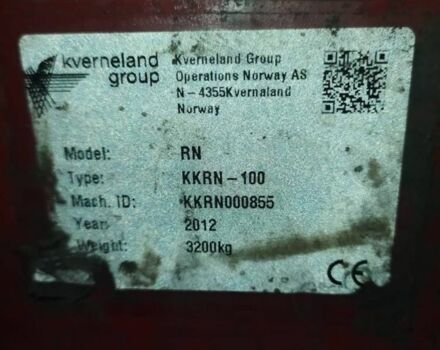 kverneland
group
Kverneland Group
Operations Norway AS
N-4355Kvernaland
Norway
Model: RN
Type: KKRN-100
Mach. ID: KKRN000855
Year: 2012
Weight: 3200kg
CE